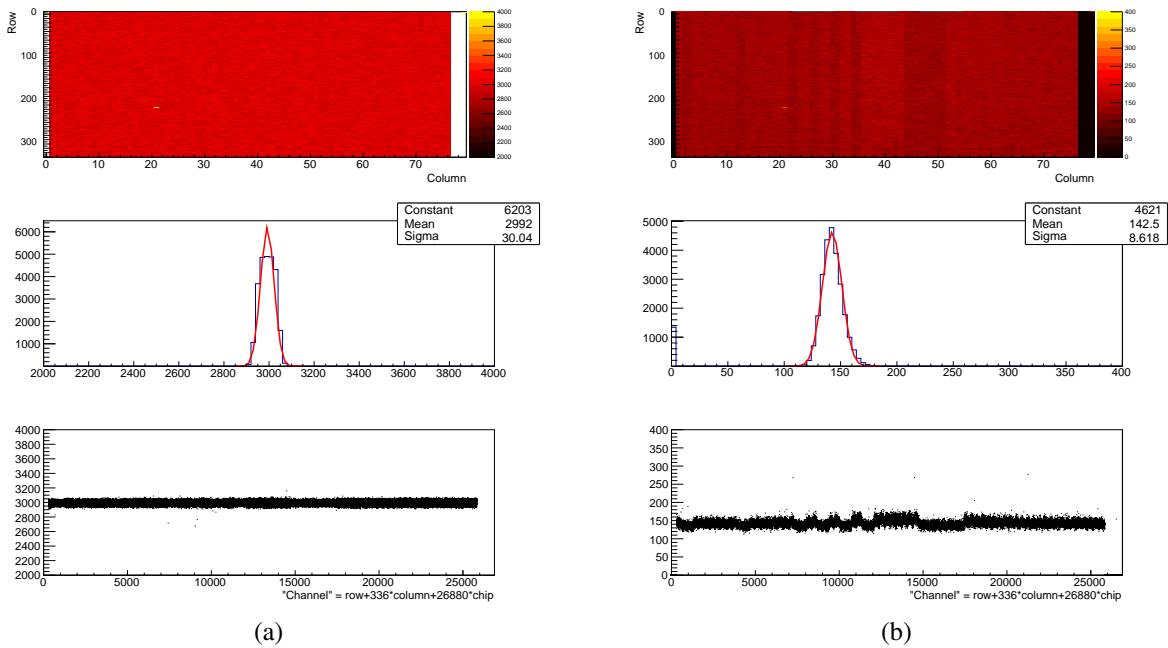 Row
0
100
200
300
0 10 20 30 40 50 60 70
Column
4000
3800
3600
3400
3200
3000
2800
2600
2400
2200
2000
Constant 6203
Mean 2992
Sigma 30.04
6000
5000
4000
3000
2000
1000
2000 2200 2400 2600 2800 3000 3200 3400 3600 3800 4000
4000
3800
3600
3400
3200
3000
2800
2600
2400
2200
2000
0 5000 10000 15000 20000 25000
"Channel" = row+336*column+26880*chip
(a)
Row
0
100
200
300
0 10 20 30 40 50 60 70
Column
400
350
300
250
200
150
100
50
0
Constant 4621
Mean 142.5
Sigma 8.618
5000
4000
3000
2000
1000
0 50 100 150 200 250 300 350 400
400
350
300
250
200
150
100
50
0
0 5000 10000 15000 20000 25000
"Channel" = row+336*column+26880*chip
(b)